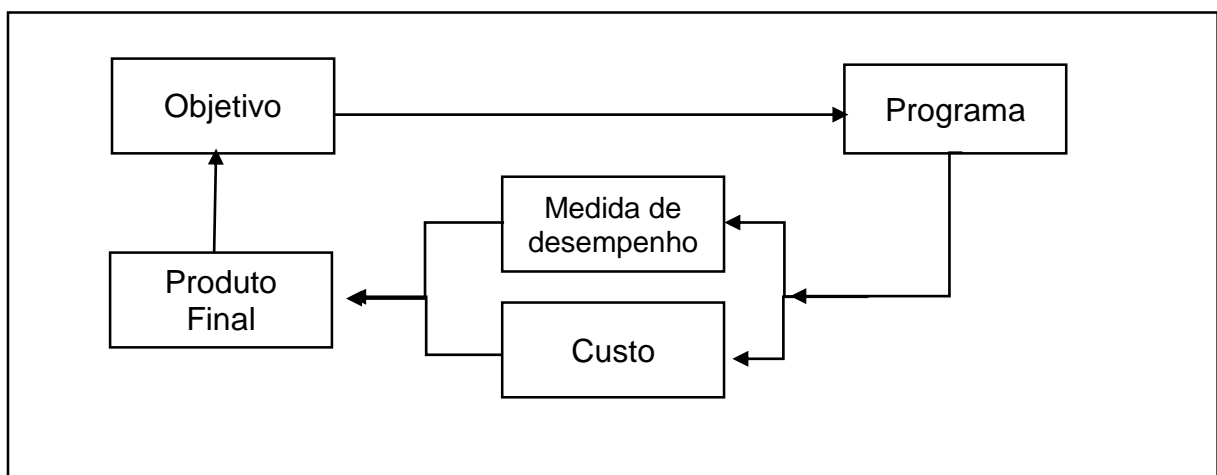 Objetivo
Programa
Medida de
desempenho
Produto
Final
Custo